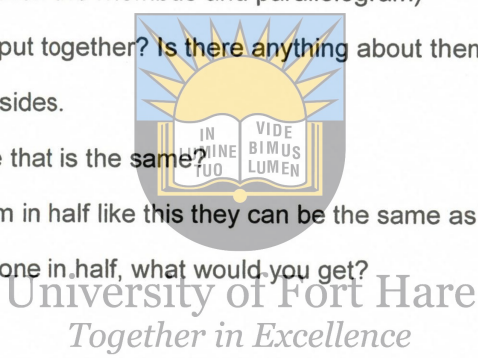 put together? Is there anything about them
sides.
that is the same?
in half like this they can be the same as
one in half, what would you get?
IN LUMINE TUO
VIDE BIMUS LUMEN
University of Fort Hare
Together in Excellence